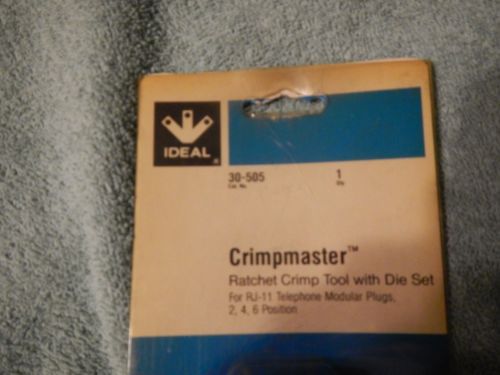 IDEAL®
30-505 1
Cat. No. Qty.
Crimpmaster™
Ratchet Crimp Tool with Die Set
For RJ-11 Telephone Modular Plugs,
2, 4, 6 Position